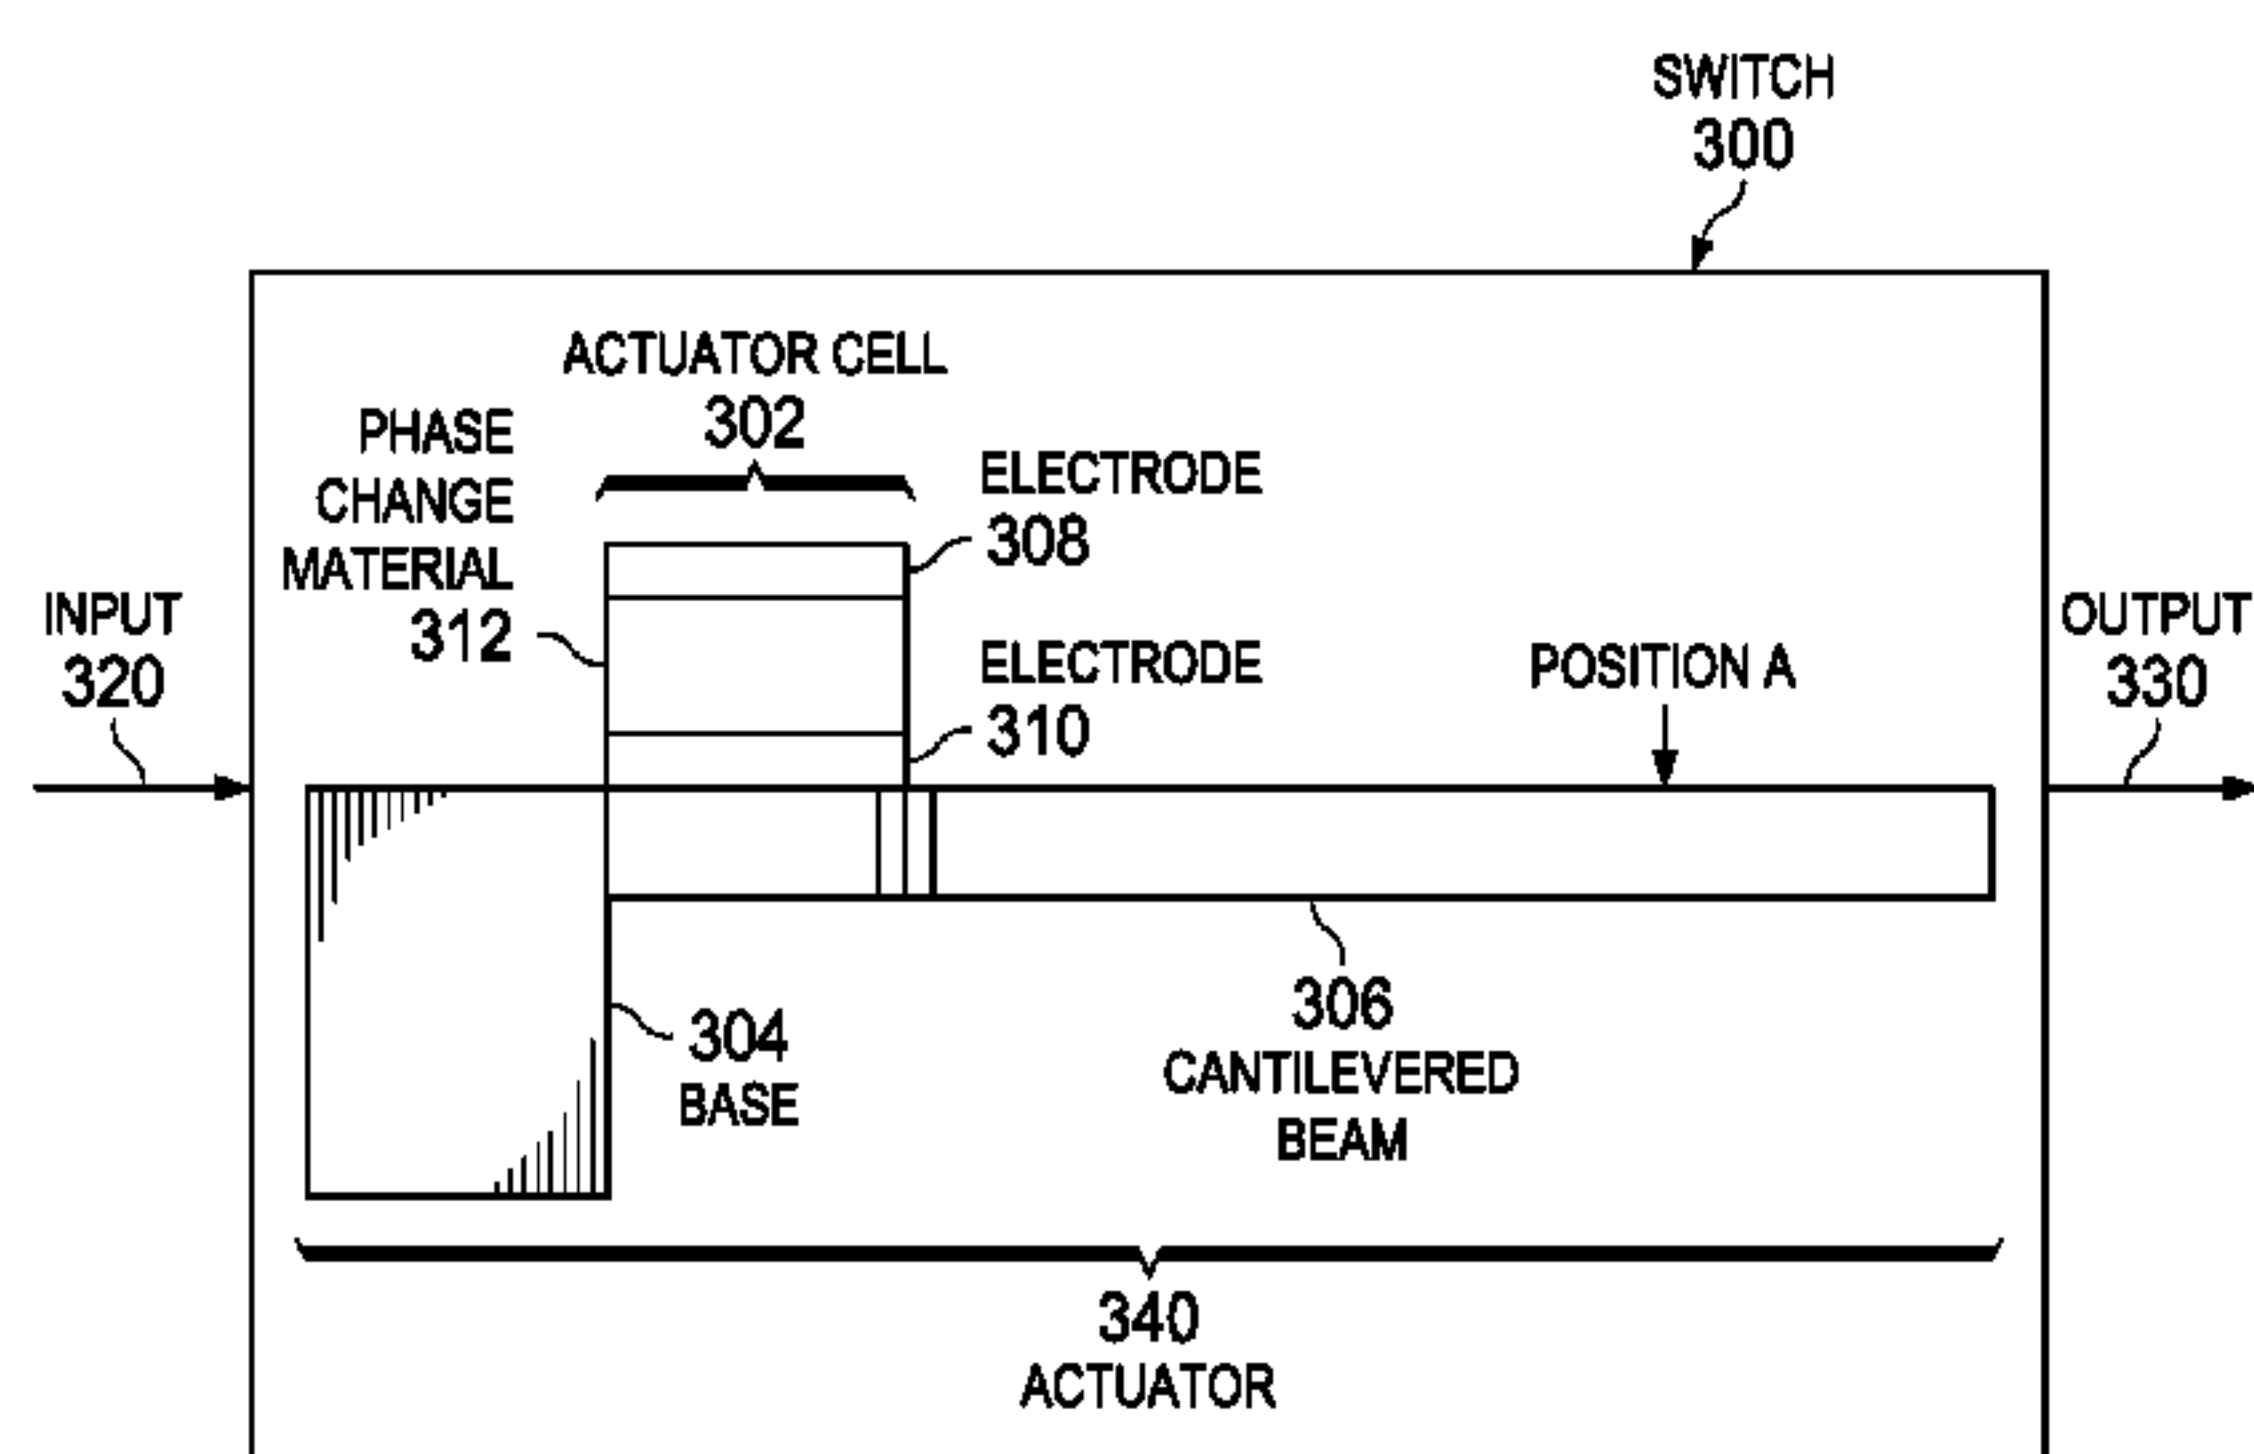 SWITCH
300
ACTUATOR CELL
302
PHASE
CHANGE
MATERIAL
312
ELECTRODE
308
INPUT
320
ELECTRODE
310
POSITION A
OUTPUT
330
304
BASE
306
CANTILEVERED
BEAM
340
ACTUATOR